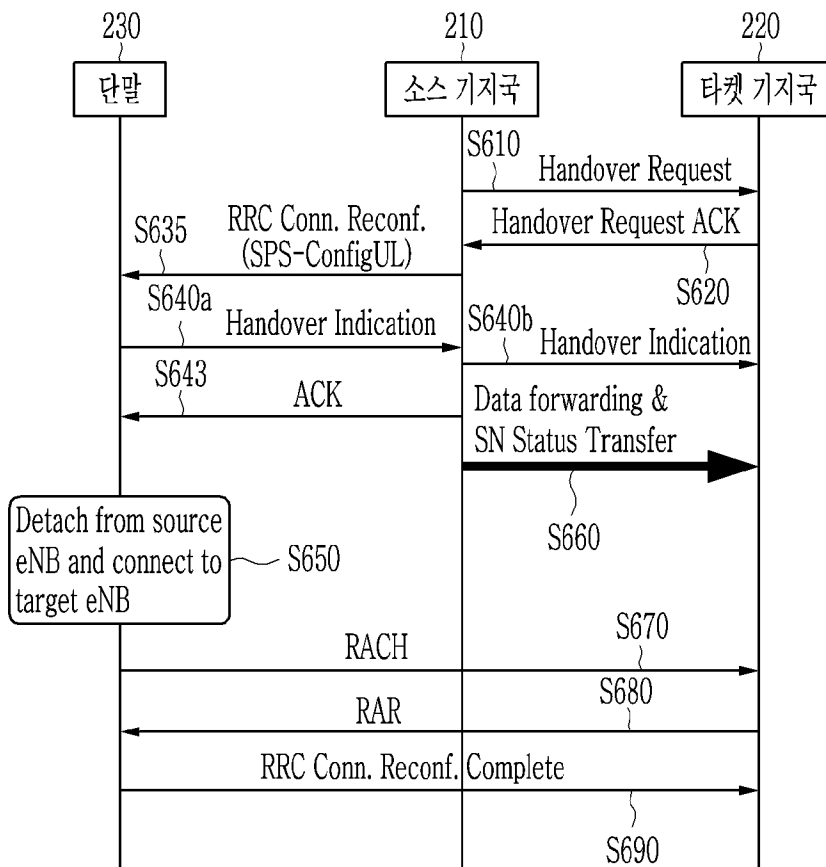 230
210
220
단말
소스 기지국
타켓 기지국
S610
Handover Request
RRC Conn. Reconf.
(SPS-ConfigUL)
S635
Handover Request ACK
S620
S640a
Handover Indication
S640b
Handover Indication
S643
ACK
Data forwarding &
SN Status Transfer
S660
Detach from source
eNB and connect to
target eNB
S650
RACH
S670
RAR
S680
RRC Conn. Reconf. Complete
S690